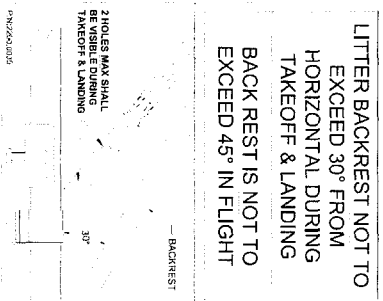 LITTER BACKREST NOT TO
EXCEED 30° FROM
HORIZONTAL DURING
TAKEOFF & LANDING
BACK REST IS NOT TO
EXCEED 45° IN FLIGHT
BACKREST
2 HOLES MAX SHALL
BE VISIBLE DURING
TAKEOFF & LANDING
30°